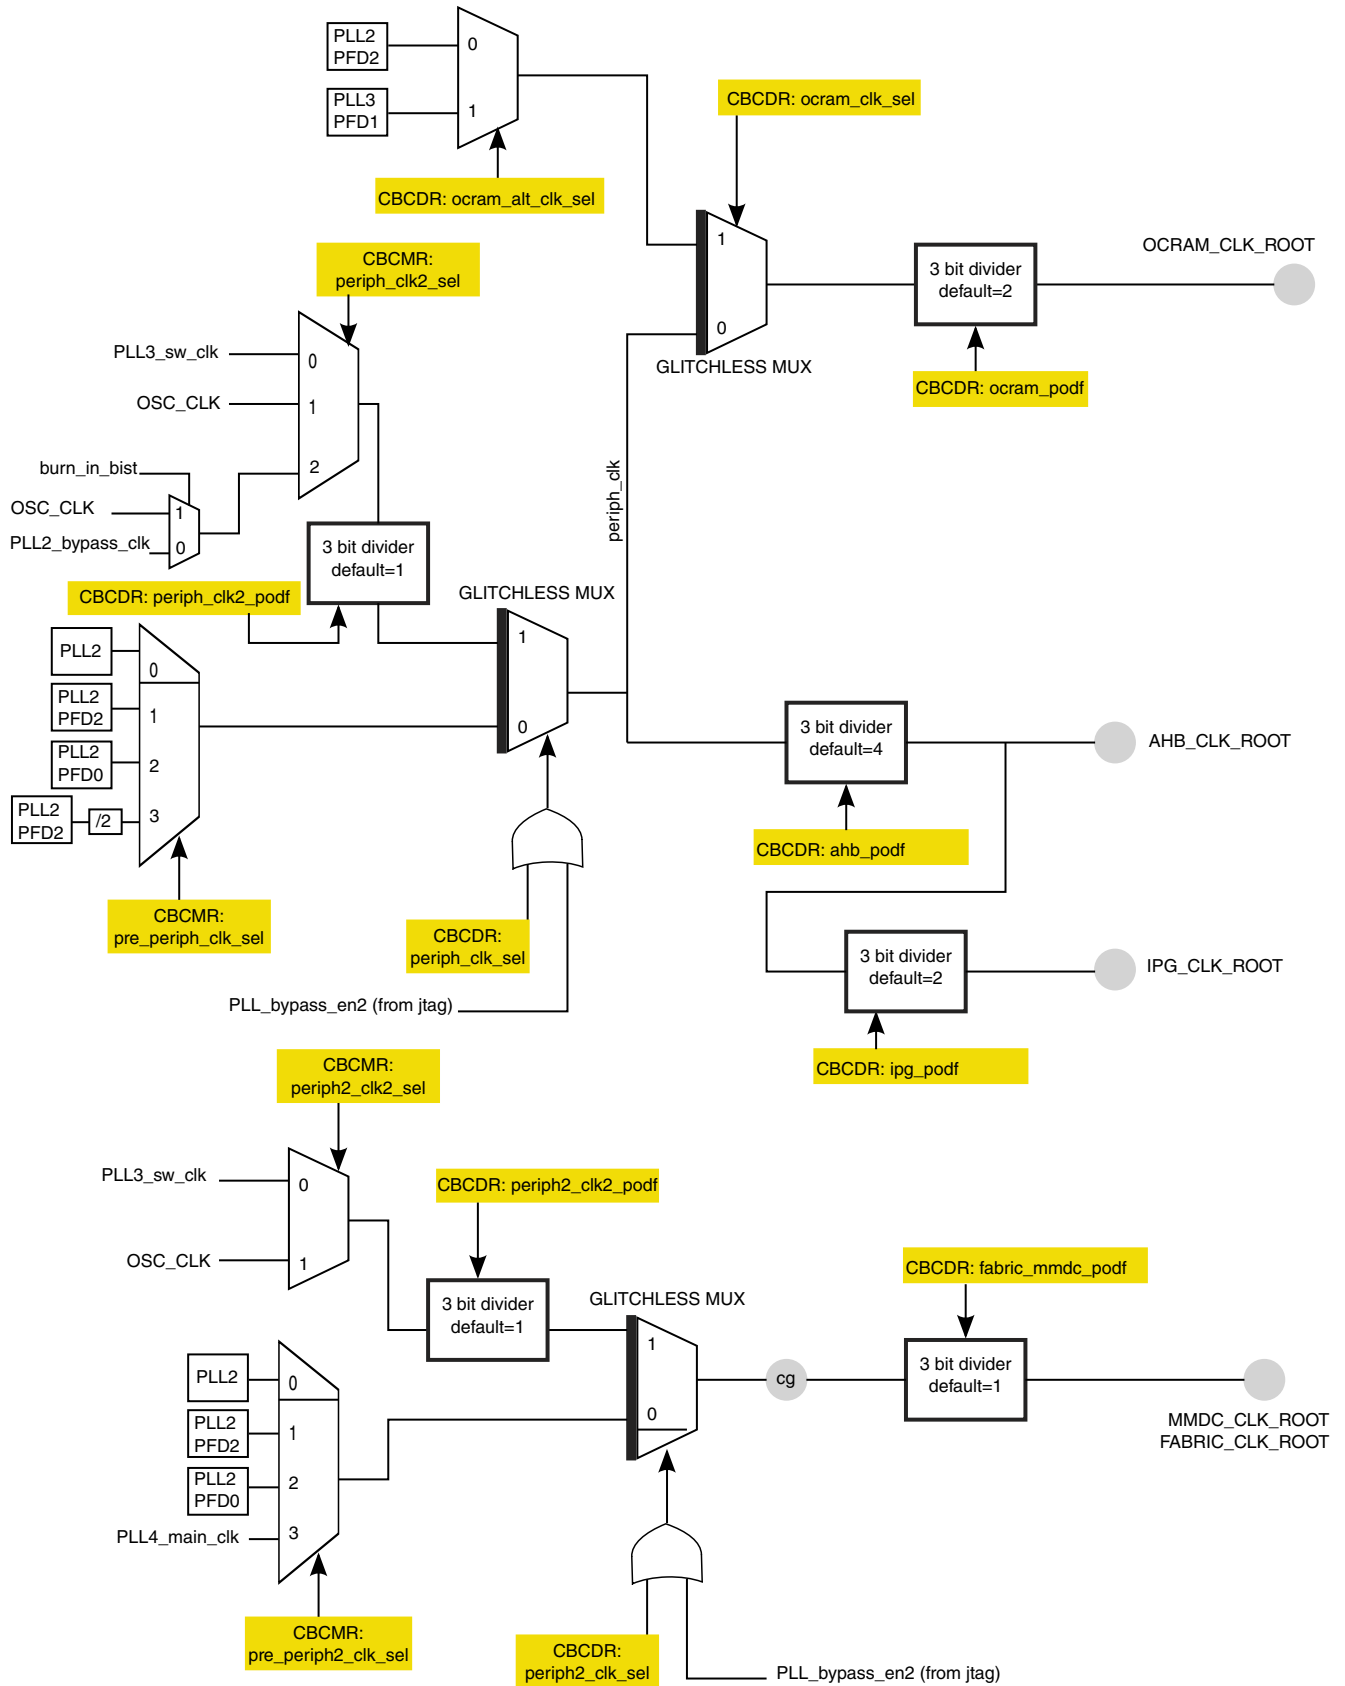 PLL2
PFD2
0
PLL3
PFD1
1
CBCDR: ocram_clk_sel
CBCDR: ocram_alt_clk_sel
1
0
GLITCHLESS MUX
3 bit divider
default=2
OCRAM_CLK_ROOT
CBCDR: ocram_podf
CBCMR:
periph_clk2_sel
PLL3_sw_clk
0
OSC_CLK
1
2
burn_in_bist
OSC_CLK
1
PLL2_bypass_clk
0
3 bit divider
default=1
CBCDR: periph_clk2_podf
GLITCHLESS MUX
1
0
periph_clk
PLL2
0
PLL2
PFD2
1
PLL2
PFD0
2
PLL2
PFD2
/2
3
CBCMR:
pre_periph_clk_sel
CBCDR:
periph_clk_sel
PLL_bypass_en2 (from jtag)
3 bit divider
default=4
AHB_CLK_ROOT
CBCDR: ahb_podf
3 bit divider
default=2
IPG_CLK_ROOT
CBCDR: ipg_podf
CBCMR:
periph2_clk2_sel
PLL3_sw_clk
0
OSC_CLK
1
CBCDR: periph2_clk2_podf
3 bit divider
default=1
GLITCHLESS MUX
1
0
cg
CBCDR: fabric_mmdc_podf
3 bit divider
default=1
MMDC_CLK_ROOT
FABRIC_CLK_ROOT
PLL2
0
PLL2
PFD2
1
PLL2
PFD0
2
PLL4_main_clk
3
CBCMR:
pre_periph2_clk_sel
CBCDR:
periph2_clk_sel
PLL_bypass_en2 (from jtag)